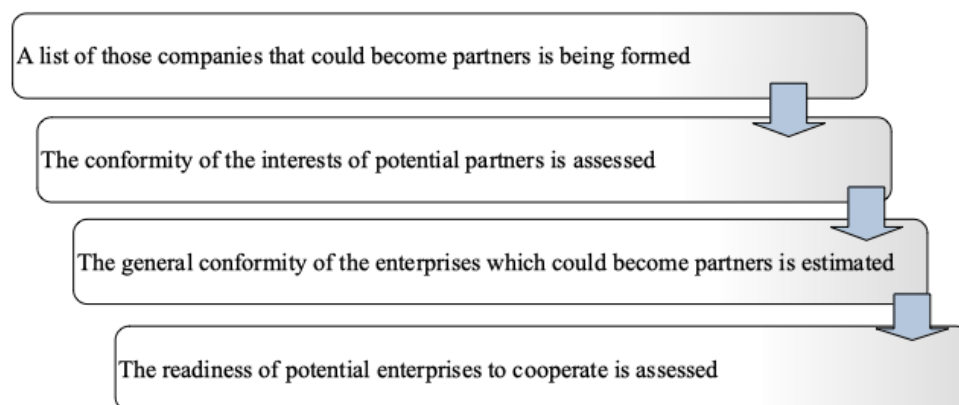 A list of those companies that could become partners is being formed
The conformity of the interests of potential partners is assessed
The general conformity of the enterprises which could become partners is estimated
The readiness of potential enterprises to cooperate is assessed